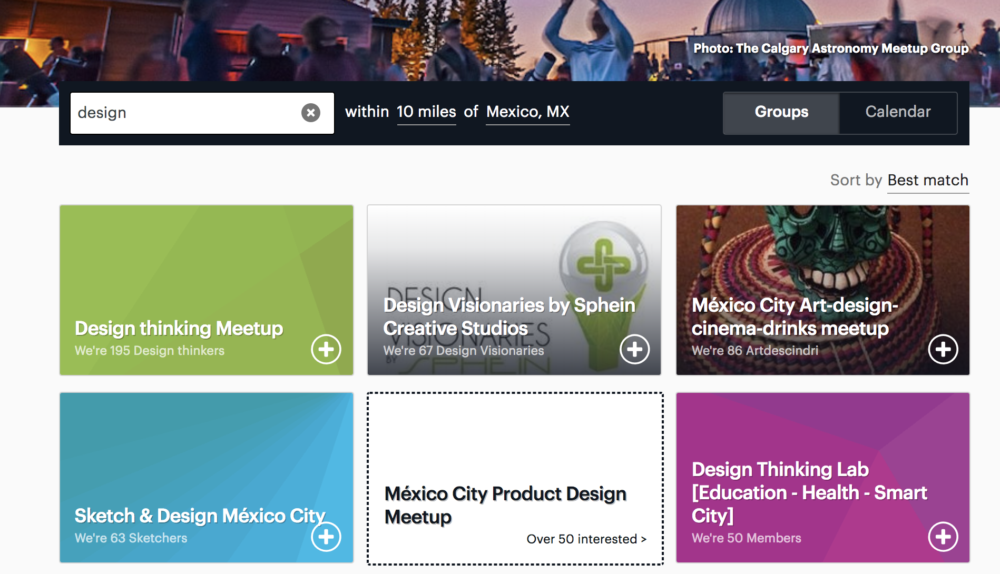 Photo: The Calgary Astronomy Meetup Group
design
within 10 miles of Mexico, MX
Groups
Calendar
Sort by Best match
Design thinking Meetup
We're 195 Design thinkers
DESIGN
VISIONARIES
BY SPHEIN
Design Visionaries by Sphein
Creative Studios
We're 67 Design Visionaries
México City Art-design-
cinema-drinks meetup
We're 86 Artdescindri
Sketch & Design México City
We're 63 Sketchers
México City Product Design
Meetup
Over 50 interested >
Design Thinking Lab
[Education - Health - Smart
City]
We're 50 Members